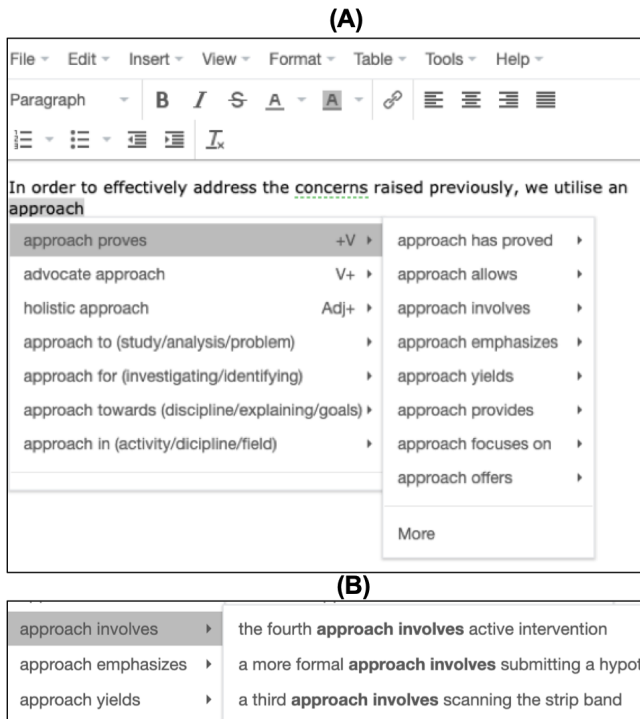 (A)
File Edit Insert View Format Table Tools Help
Paragraph B I S A A
In order to effectively address the concerns raised previously, we utilise an
approach
approach proves +V approach has proved
advocate approach V+ approach allows
holistic approach Adj+ approach involves
approach to (study/analysis/problem) approach emphasizes
approach for (investigating/identifying) approach yields
approach towards (discipline/explaining/goals) approach provides
approach in (activity/dicipline/field) approach focuses on
approach offers
More
(B)
approach involves the fourth approach involves active intervention
approach emphasizes a more formal approach involves submitting a hypot
approach yields a third approach involves scanning the strip band